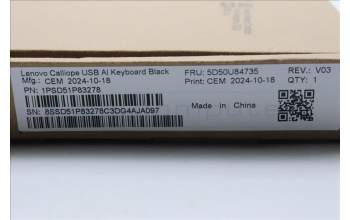 Lenovo Calliope USB AI Keyboard Black
Mfg.: CEM 2024-10-18
PN: 1PSD51P83278
SN: 8SSD51P83278C3DG4AJA097
FRU: 5D50U84735
Print: CEM 2024-10-18
REV.: V03
QTY: 1
Made in China